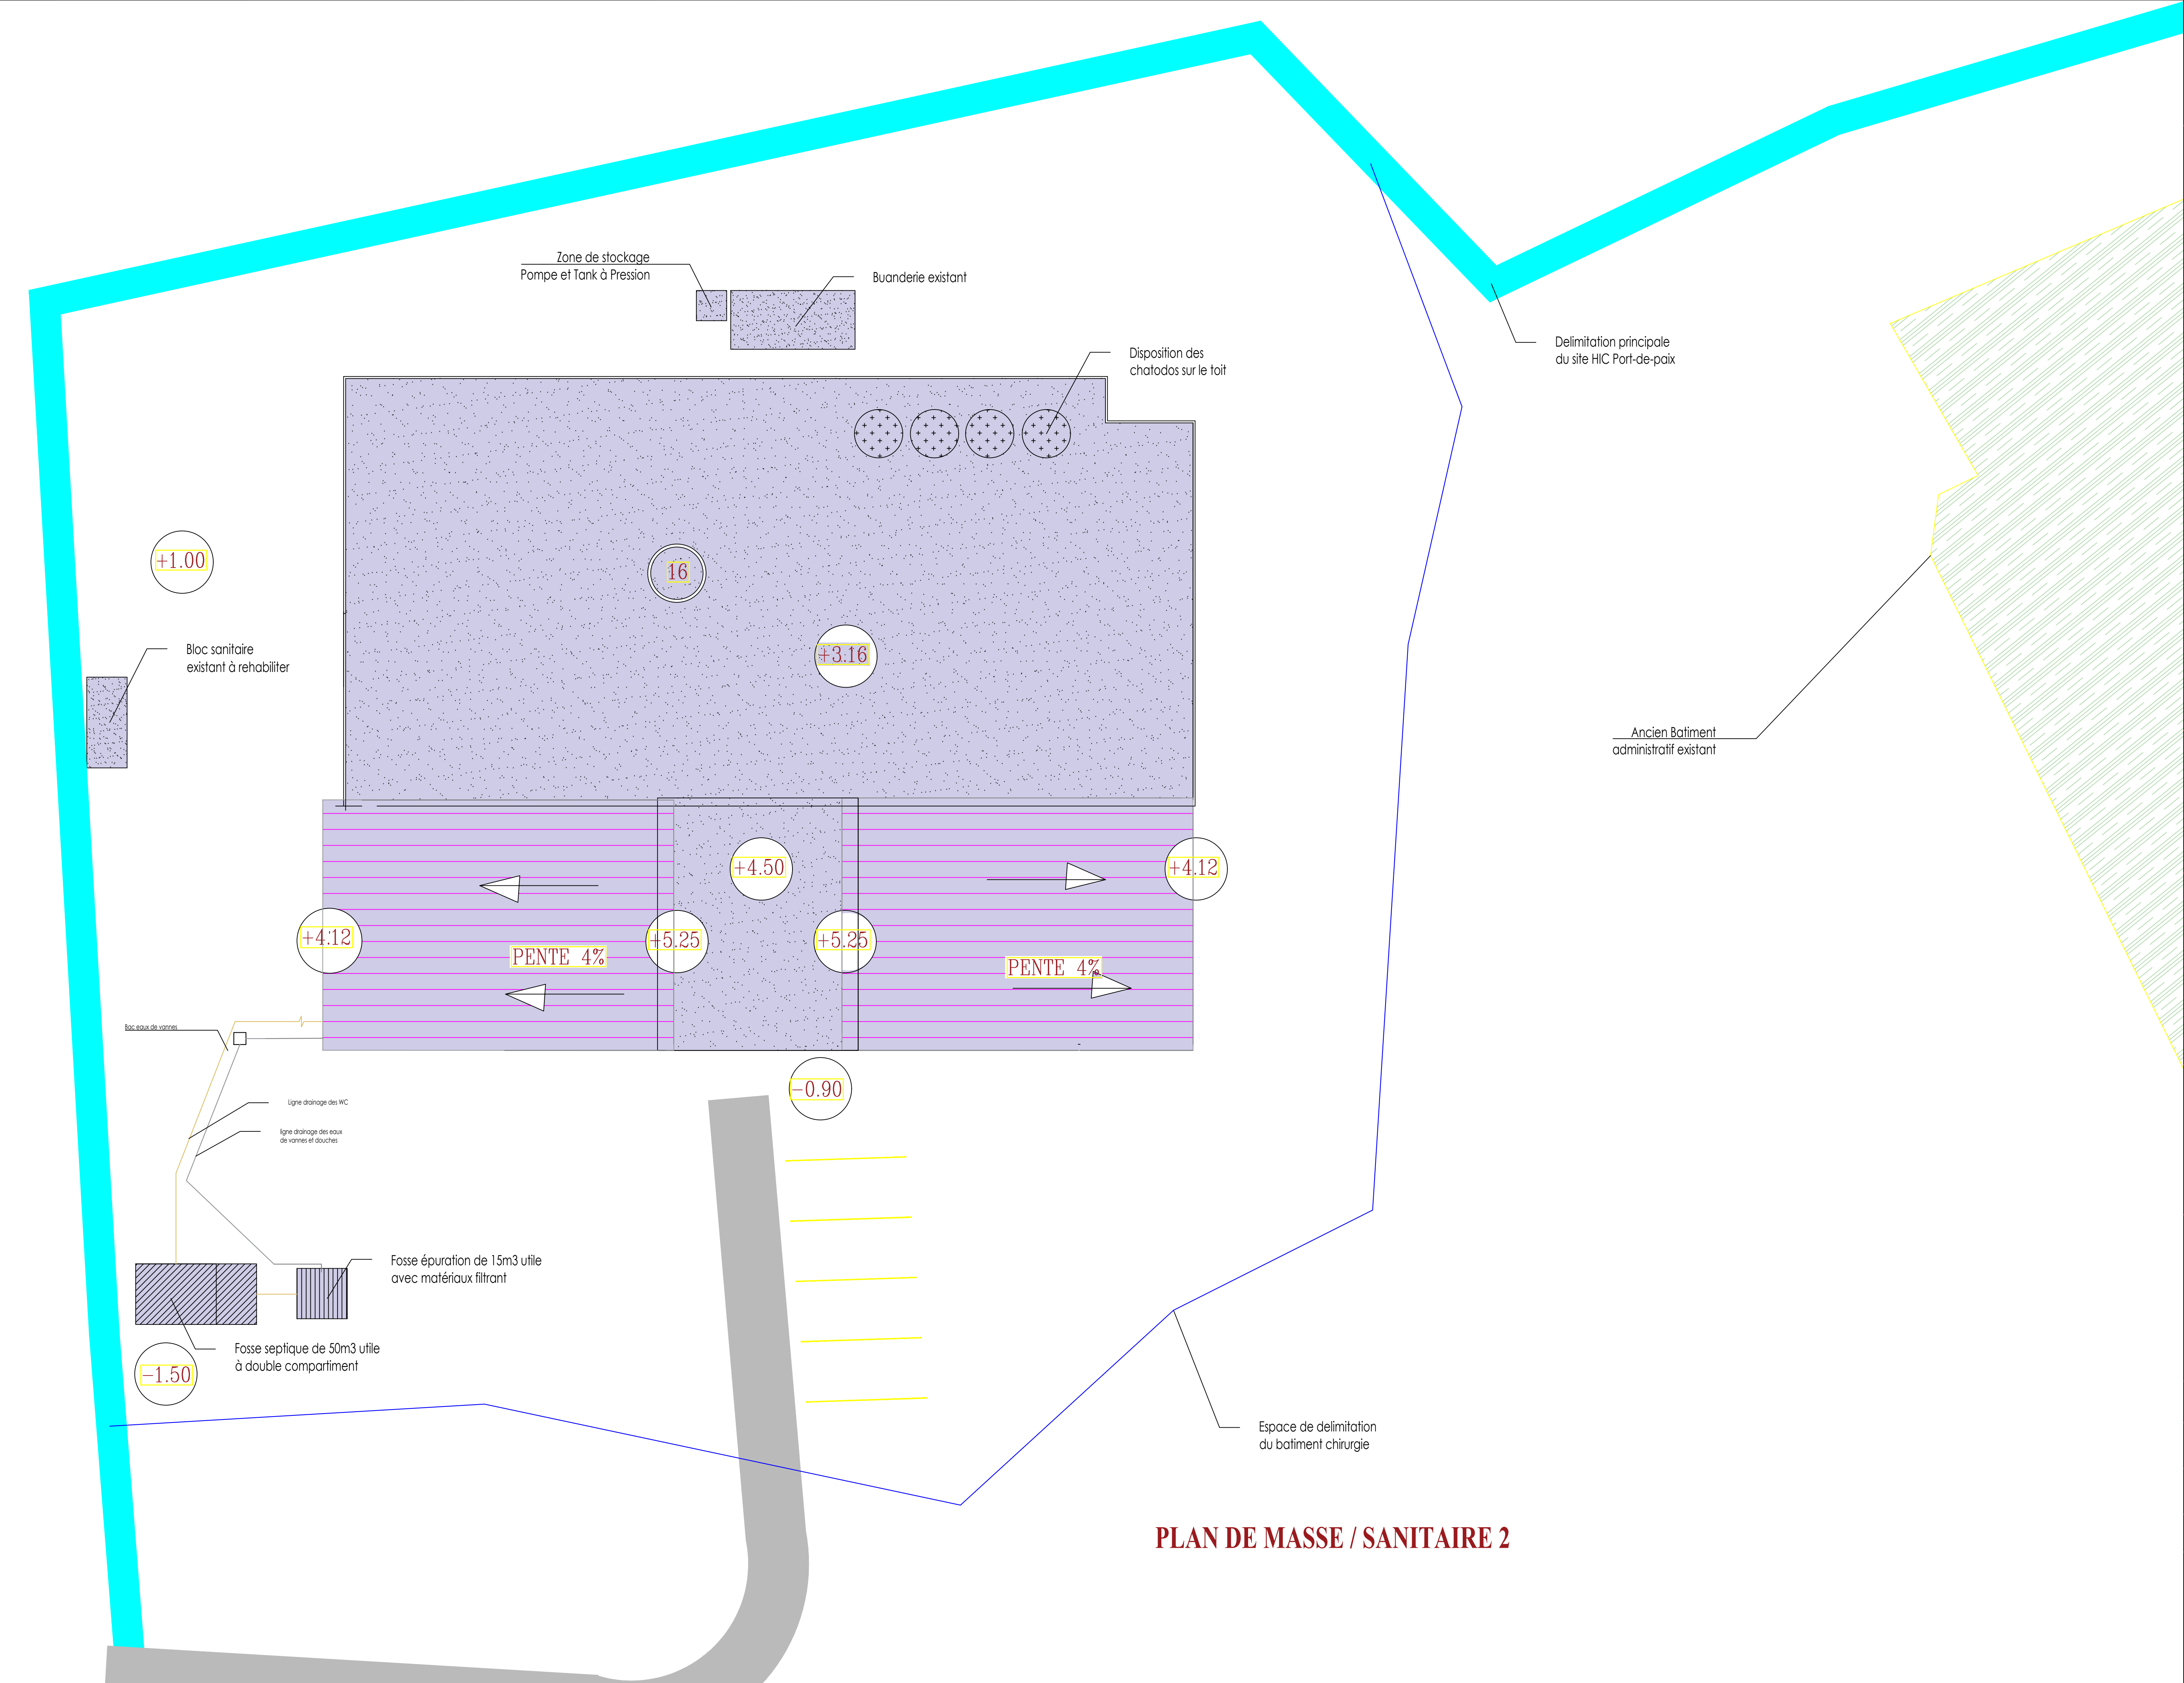 Zone de stockage
Pompe et Tank à Pression
Buanderie existant
Delimitation principale
du site HIC Port-de-paix
Disposition des
chatodos sur le toit
+1.00
16
Bloc sanitaire
existant à rehabiliter
+3.16
Ancien Batiment
administratif existant
+4.50
+4.12
+4.12
+5.25
+5.25
PENTE 4%
PENTE 4%
Bac eaux de vannes
-0.90
Ligne drainage des WC
ligne drainage des eaux
de vannes et douches
Fosse épuration de 15m3 utile
avec matériaux filtrant
Fosse septique de 50m3 utile
à double compartiment
-1.50
Espace de delimitation
du batiment chirurgie
PLAN DE MASSE / SANITAIRE 2